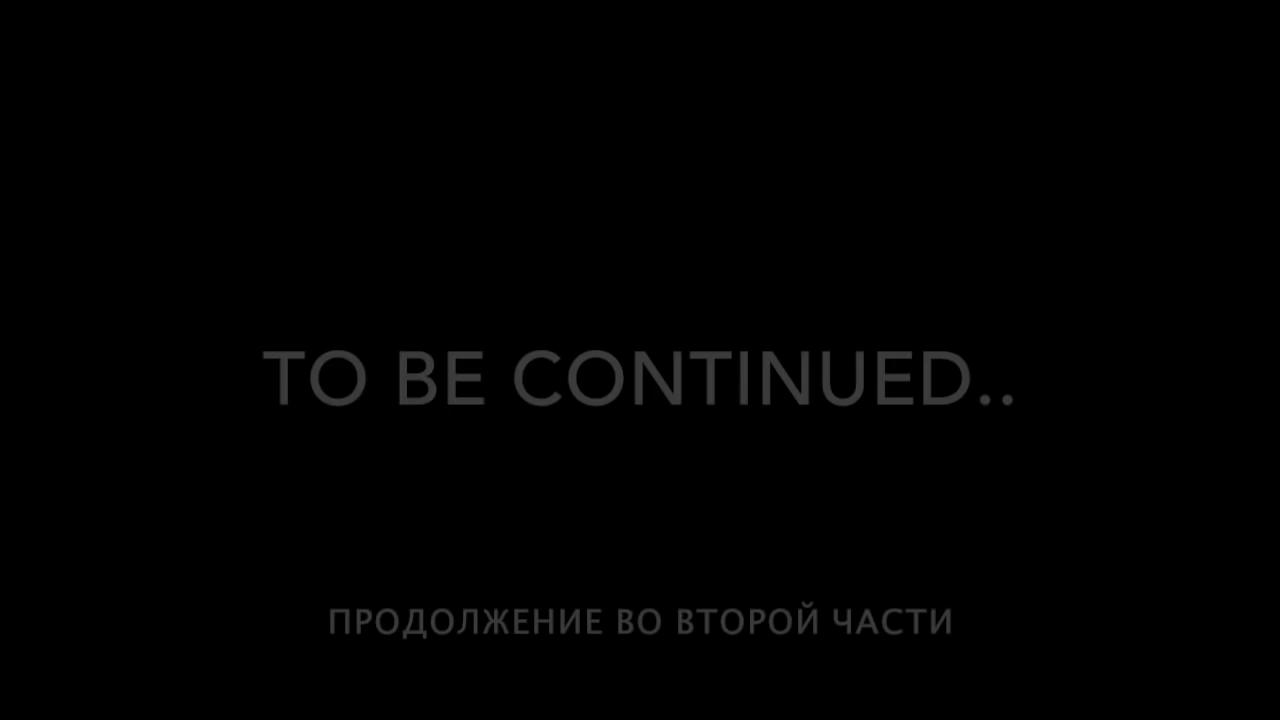 TO BE CONTINUED..
ПРОДОЛЖЕНИЕ ВО ВТОРОЙ ЧАСТИ